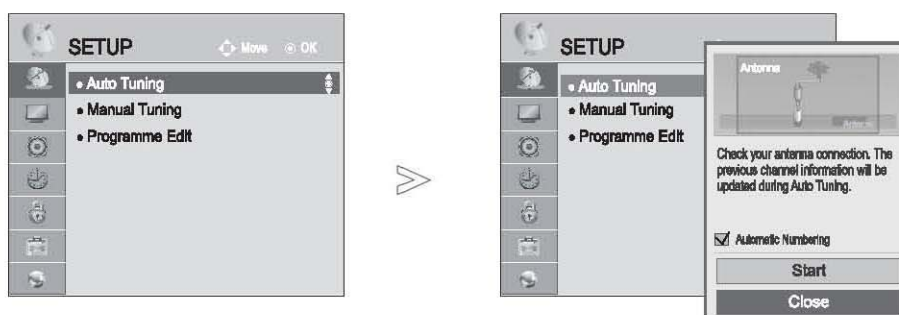 SETUP
Move OK
• Auto Tuning
• Manual Tuning
• Programme Edit
>
SETUP
• Auto Tuning
• Manual Tuning
• Programme Edit
Antenna
Check your antenna connection. The
previous channel information will be
updated during Auto Tuning.
Automatic Numbering
Start
Close